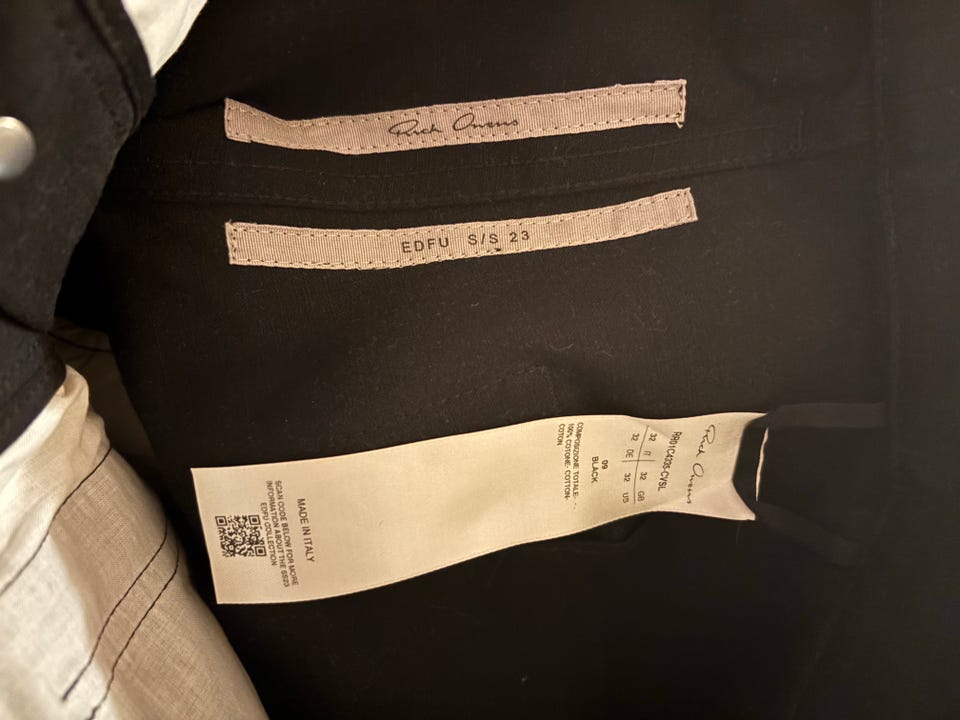 Rick Owens
EDFU S/S 23
Rick Owens
RR01C4335-CVSL
32 IT 32 GB
32 DE 32 US
09
BLACK
COMPOSIZIONE TOTALE-
100% COTONE- COTTON-
COTON
MADE IN ITALY
SCAN CODE BELOW FOR MORE
INFORMATION ABOUT THE SS23
EDFU COLLECTION